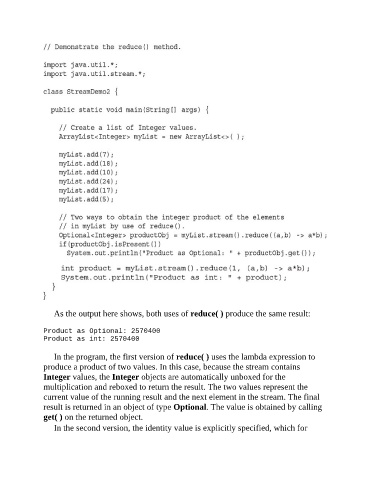 // Demonstrate the reduce() method.
import java.util.*;
import java.util.stream.*;
class StreamDemo2 {
public static void main(String[] args) {
// Create a list of Integer values.
ArrayList<Integer> myList = new ArrayList<>( );
myList.add(7);
myList.add(18);
myList.add(10);
myList.add(24);
myList.add(17);
myList.add(5);
// Two ways to obtain the integer product of the elements
// in myList by use of reduce().
Optional<Integer> productObj = myList.stream().reduce((a,b) -> a*b);
if(productObj.isPresent())
System.out.println("Product as Optional: " + productObj.get());
int product = myList.stream().reduce(1, (a,b) -> a*b);
System.out.println("Product as int: " + product);
}
}
As the output here shows, both uses of reduce( ) produce the same result:
Product as Optional: 2570400
Product as int: 2570400
In the program, the first version of reduce( ) uses the lambda expression to
produce a product of two values. In this case, because the stream contains
Integer values, the Integer objects are automatically unboxed for the
multiplication and reboxed to return the result. The two values represent the
current value of the running result and the next element in the stream. The final
result is returned in an object of type Optional. The value is obtained by calling
get( ) on the returned object.
In the second version, the identity value is explicitly specified, which for